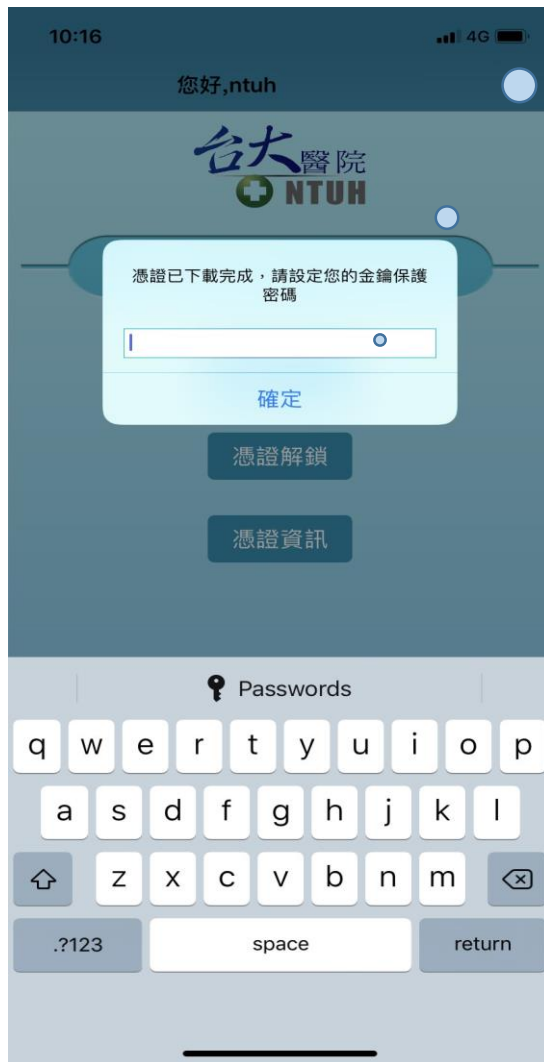 10:16
4G
您好,ntuh
台大醫院
NTUH
憑證已下載完成，請設定您的金鑰保護
密碼
確定
憑證解鎖
憑證資訊
Passwords
q w e r t y u i o p
a s d f g h j k l
z x c v b n m
.?123 space return